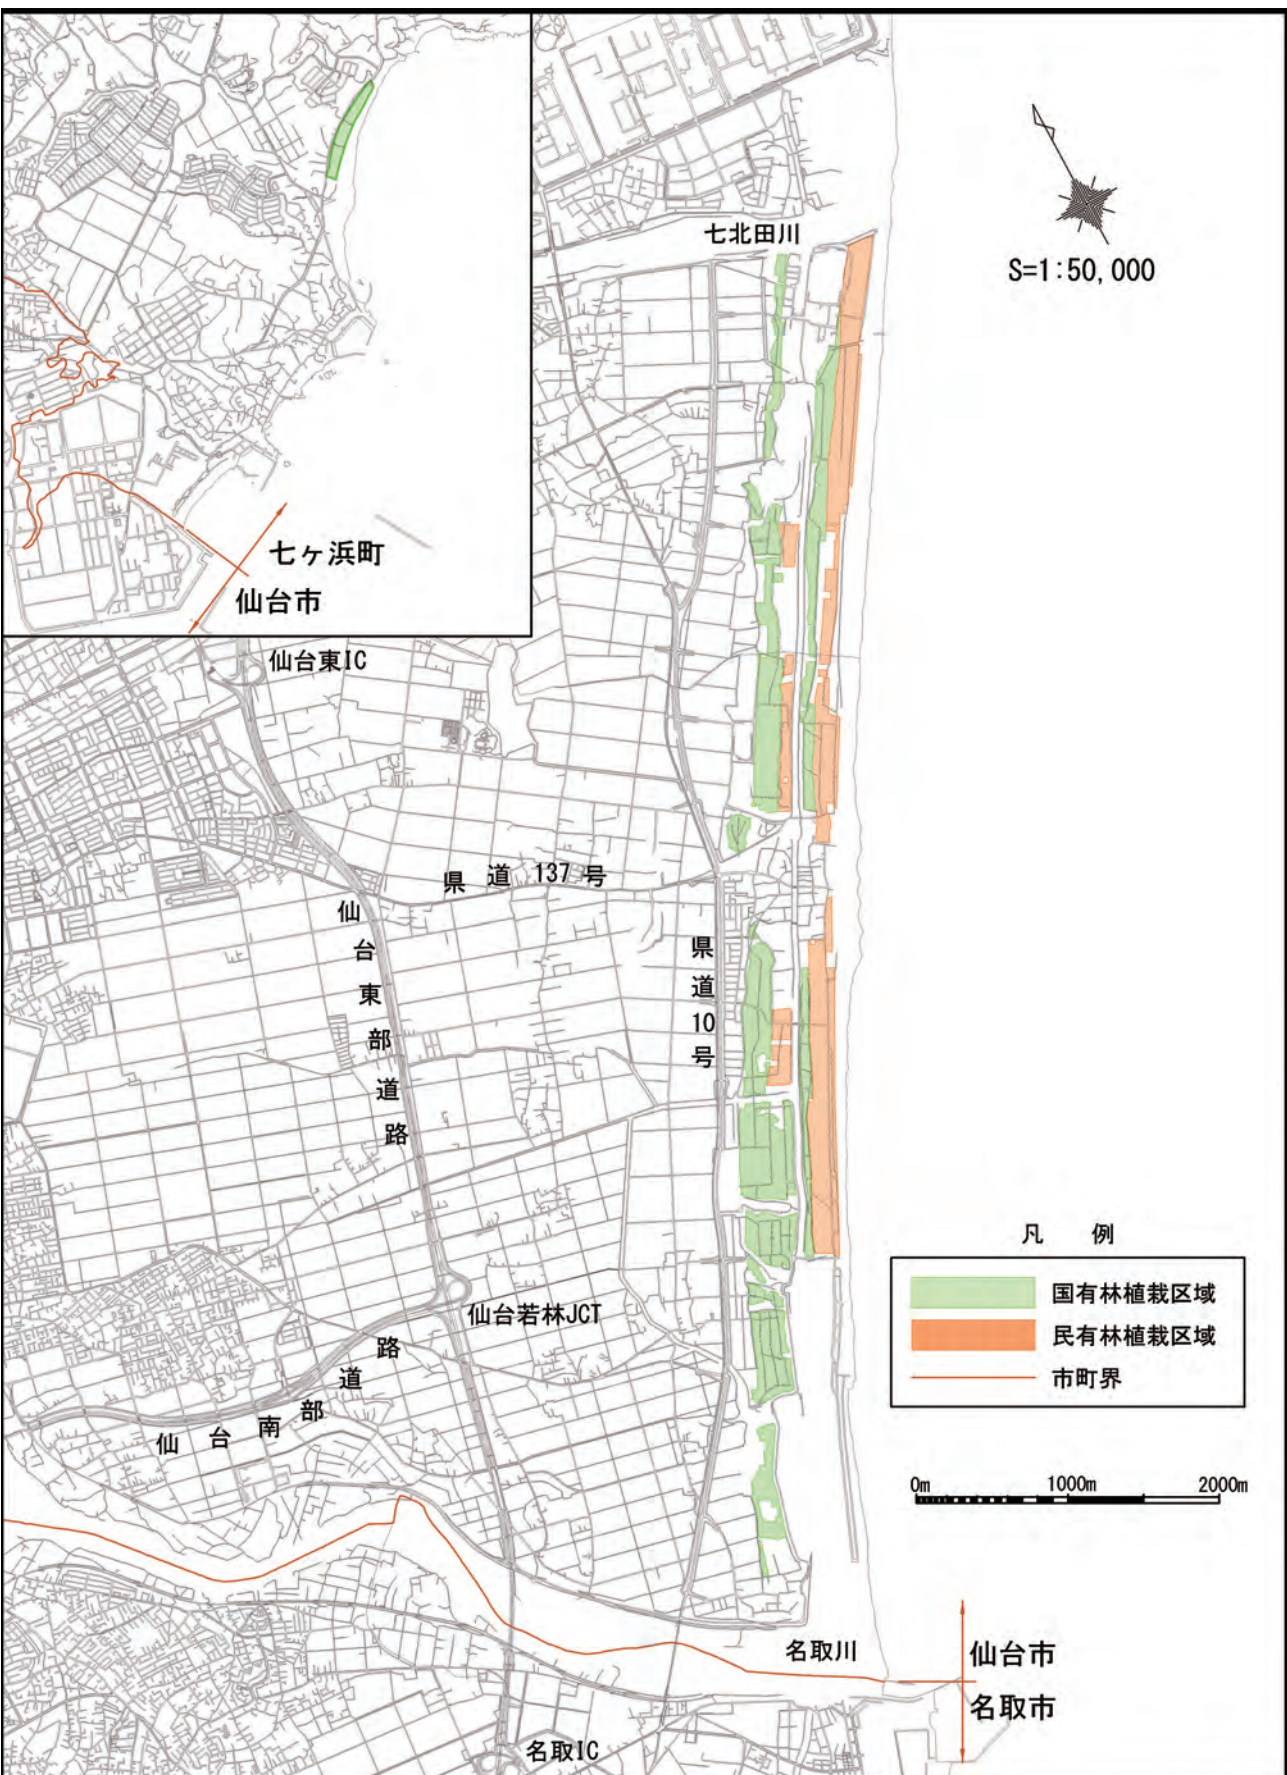 七北田川
S=1:50,000
七ヶ浜町
仙台市
仙台東IC
県道137号
仙台東部道路
県道10号
仙台若林JCT
仙台南部道路
凡 例
国有林植栽区域
民有林植栽区域
市町界
0m 1000m 2000m
名取川
仙台市
名取市
名取IC